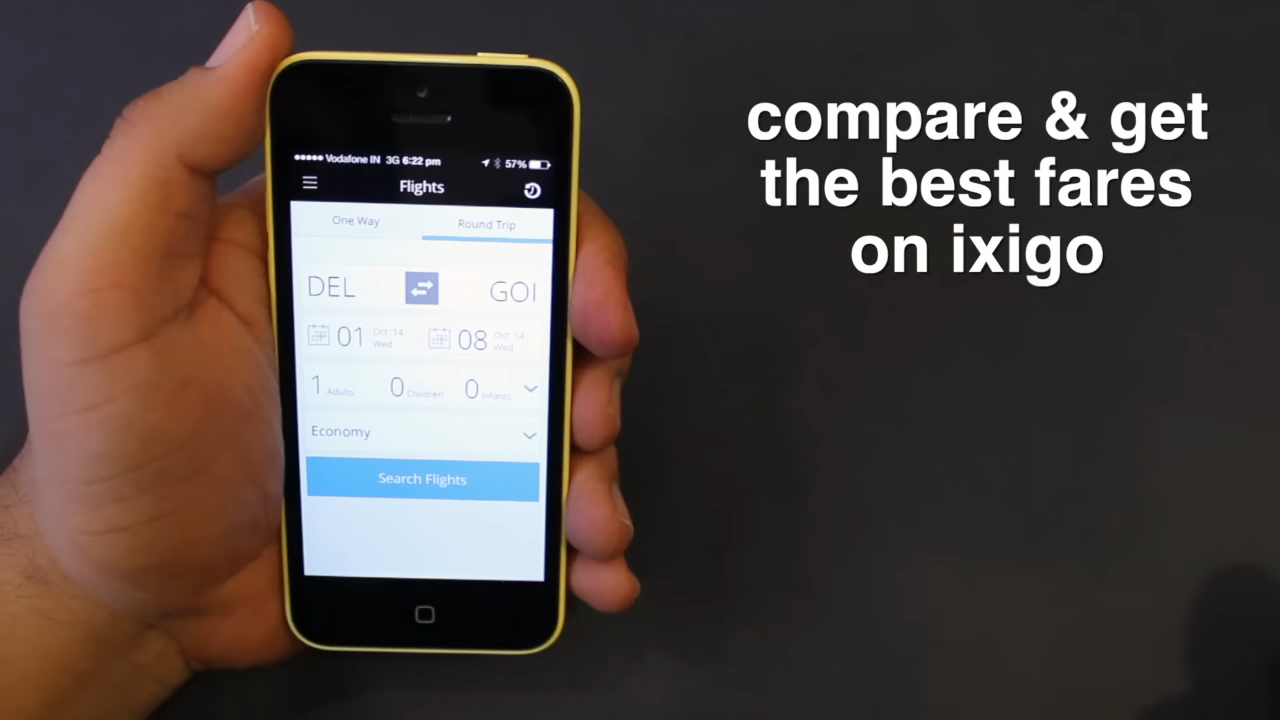 compare & get
the best fares
on ixigo
Vodafone IN 3G 6:22 pm 57%
Flights
One Way Round Trip
DEL GOI
01 Oct '14 Wed 08 Oct '14 Wed
1 Adults 0 Children 0 Infants
Economy
Search Flights